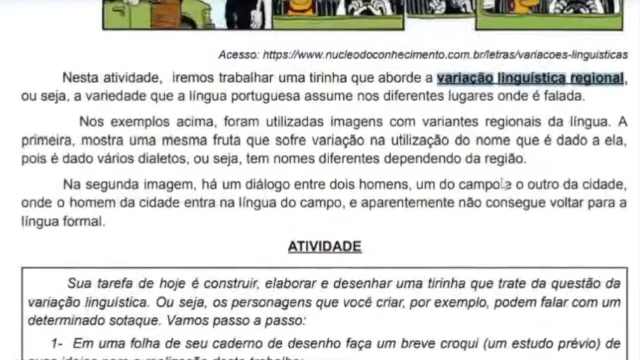 Acesso: https://www.nucleodoconhecimento.com.br/letras/variacoes-linguisticas
Nesta atividade, iremos trabalhar uma tirinha que aborde a variação linguística regional,
ou seja, a variedade que a língua portuguesa assume nos diferentes lugares onde é falada.
Nos exemplos acima, foram utilizadas imagens com variantes regionais da língua. A
primeira, mostra uma mesma fruta que sofre variação na utilização do nome que é dado a ela,
pois é dado vários dialetos, ou seja, tem nomes diferentes dependendo da região.
Na segunda imagem, há um diálogo entre dois homens, um do campo e o outro da cidade,
onde o homem da cidade entra na língua do campo, e aparentemente não consegue voltar para a
língua formal.
ATIVIDADE
Sua tarefa de hoje é construir, elaborar e desenhar uma tirinha que trate da questão da
variação linguística. Ou seja, os personagens que você criar, por exemplo, podem falar com um
determinado sotaque. Vamos passo a passo:
1- Em uma folha de seu caderno de desenho faça um breve croqui (um estudo prévio) de